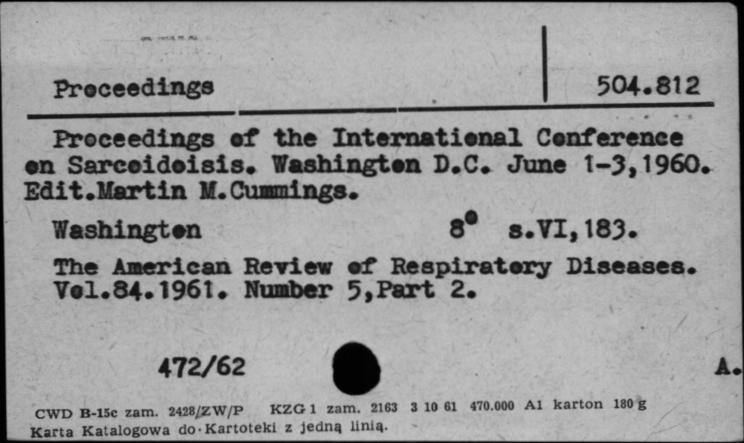 Proceedings 504.812
Proceedings of the International Conference
on Sarcoidoisis. Washington D.C. June 1-3,1960.
Edit.Martin M.Cummings.
Washington 8° s.VI,183.
The American Review of Respiratory Diseases.
Vol.84.1961. Number 5,Part 2.
472/62 A.
CWD B-15c zam. 2428/ZW/P KZG 1 zam. 2163 3 10 61 470.000 A1 karton 180 g
Karta Katalogowa do Kartoteki z jedną linią.